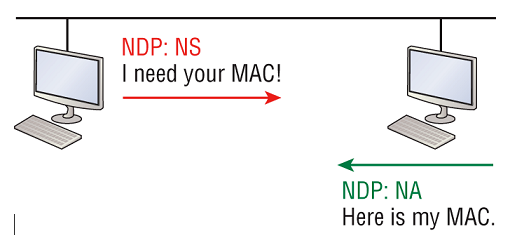 NDP: NS
I need your MAC!
NDP: NA
Here is my MAC.